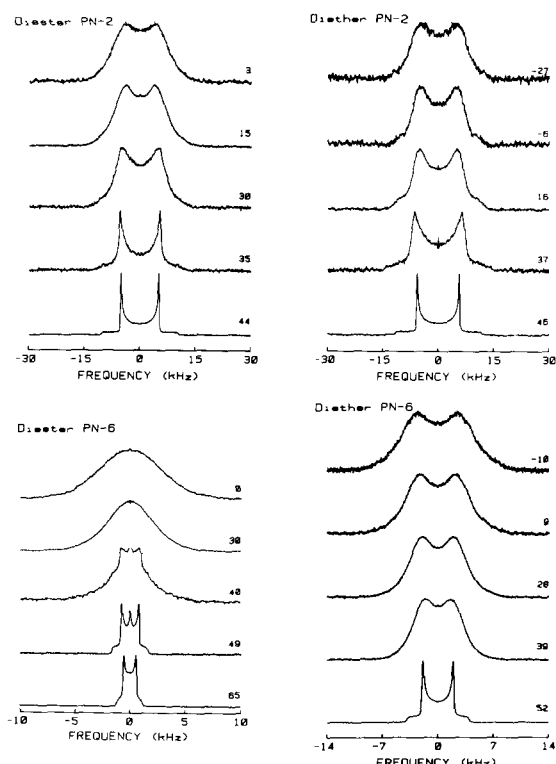 Diester PN-2
3
15
30
35
44
-30 -15 0 15 30
FREQUENCY (kHz)
Diether PN-2
-27
-6
16
37
46
-30 -15 0 15 30
FREQUENCY (kHz)
Diester PN-6
0
30
40
49
65
-10 -5 0 5 10
FREQUENCY (kHz)
Diether PN-6
-10
9
20
39
52
-14 -7 0 7 14
FREQUENCY (kHz)